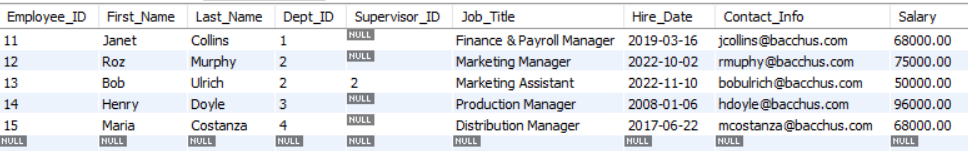 Employee_ID First_Name Last_Name Dept_ID Supervisor_ID Job_Title Hire_Date Contact_Info Salary
11 Janet Collins 1 NULL Finance & Payroll Manager 2019-03-16 jcollins@bacchus.com 68000.00
12 Roz Murphy 2 NULL Marketing Manager 2022-10-02 rmuphy@bacchus.com 75000.00
13 Bob Ulrich 2 2 Marketing Assistant 2022-11-10 bobulrich@bacchus.com 50000.00
14 Henry Doyle 3 NULL Production Manager 2008-01-06 hdoyle@bacchus.com 96000.00
15 Maria Costanza 4 NULL Distribution Manager 2017-06-22 mcostanza@bacchus.com 68000.00
NULL NULL NULL NULL NULL NULL NULL NULL NULL